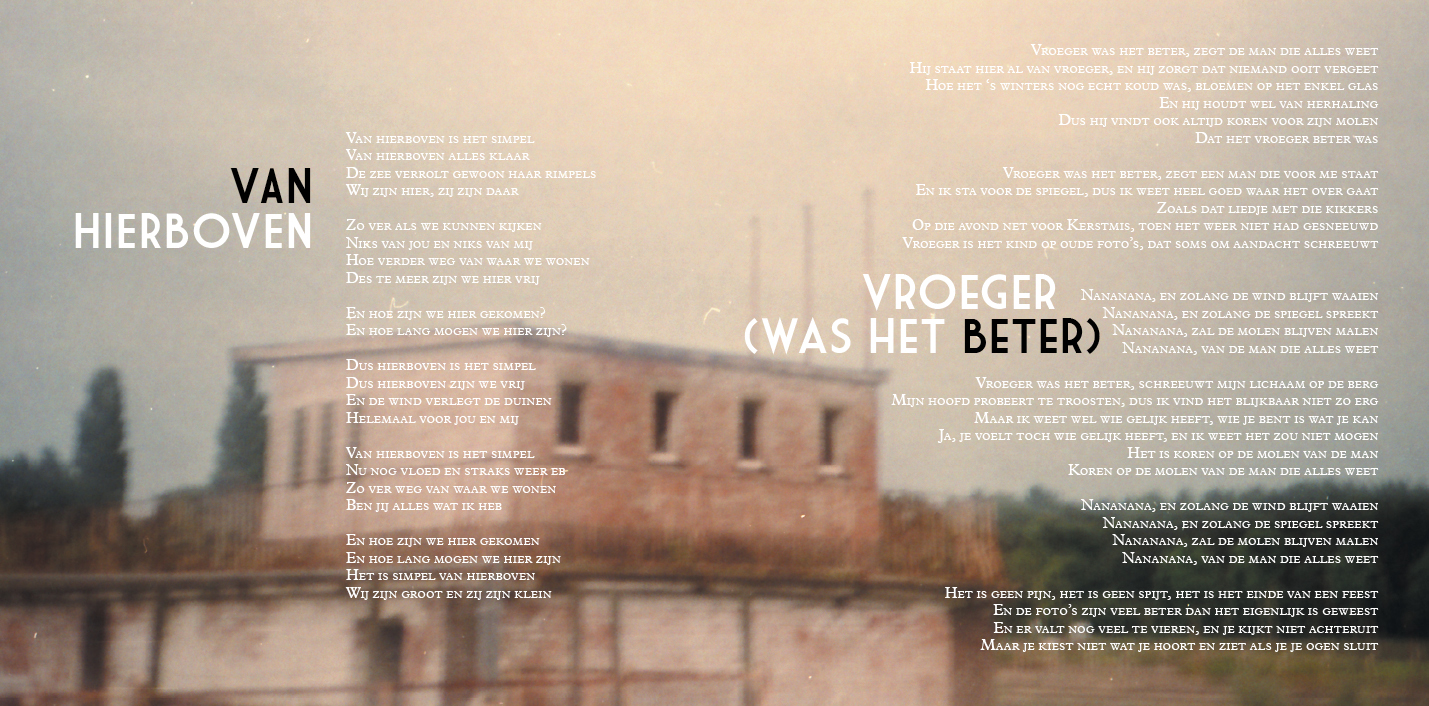 VAN
HIERBOVEN
Van hierboven is het simpel
Van hierboven alles klaar
De zee verrolt gewoon haar rimpels
Wij zijn hier, zij zijn daar
Zo ver als we kunnen kijken
Niks van jou en niks van mij
Hoe verder weg van waar we wonen
Des te meer zijn we hier vrij
En hoe zijn we hier gekomen?
En hoe lang mogen we hier zijn?
Dus hierboven is het simpel
Dus hierboven zijn we vrij
En de wind verlegt de duinen
Helemaal voor jou en mij
Van hierboven is het simpel
Nu nog vloed en straks weer eb
Zo ver weg van waar we wonen
Ben jij alles wat ik heb
En hoe zijn we hier gekomen
En hoe lang mogen we hier zijn
Het is simpel van hierboven
Wij zijn groot en zij zijn klein
VROEGER
(WAS HET BETER)
Vroeger was het beter, zegt de man die alles weet
Hij staat hier al van vroeger, en hij zorgt dat niemand ooit vergeet
Hoe het ‘s winters nog echt koud was, bloemen op het enkel glas
En hij houdt wel van herhaling
Dus hij vindt ook altijd koren voor zijn molen
Dat het vroeger beter was
Vroeger was het beter, zegt een man die voor me staat
En ik sta voor de spiegel, dus ik weet heel goed waar het over gaat
Zoals dat liedje met die kikkers
Op die avond net voor Kerstmis, toen het weer niet had gesneeuwd
Vroeger is het kind op oude foto’s, dat soms om aandacht schreeuwt
Nananana, en zolang de wind blijft waaien
Nananana, en zolang de spiegel spreekt
Nananana, zal de molen blijven malen
Nananana, van de man die alles weet
Vroeger was het beter, schreeuwt mijn lichaam op de berg
Mijn hoofd probeert te troosten, dus ik vind het blijkbaar niet zo erg
Maar ik weet wel wie gelijk heeft, wie je bent is wat je kan
Ja, je voelt toch wie gelijk heeft, en ik weet het zou niet mogen
Het is koren op de molen van de man
Koren op de molen van de man die alles weet
Nananana, en zolang de wind blijft waaien
Nananana, en zolang de spiegel spreekt
Nananana, zal de molen blijven malen
Nananana, van de man die alles weet
Het is geen pijn, het is geen spijt, het is het einde van een feest
En de foto’s zijn veel beter dan het eigenlijk is geweest
En er valt nog veel te vieren, en je kijkt niet achteruit
Maar je kiest niet wat je hoort en ziet als je je ogen sluit